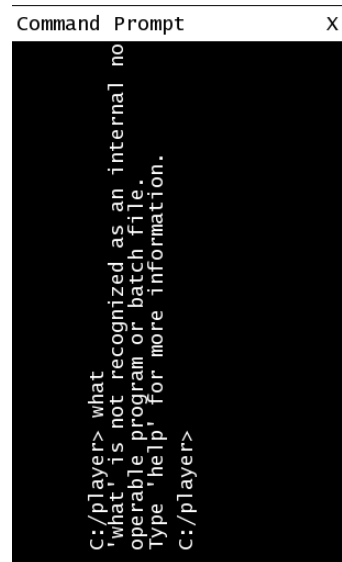 Command Prompt X
C:/player> what
'what' is not recognized as an internal no
operable program or batch file.
Type 'help' for more information.
C:/player>